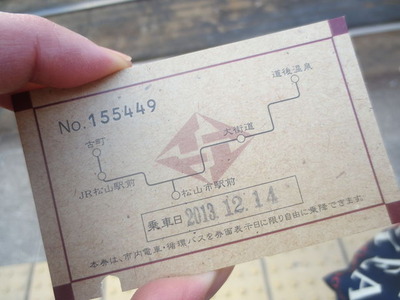 No.155449
道後温泉
大街道
古町
JR松山駅前
松山市駅前
乗車日 2013.12.14
本券は、市内電車・循環バスを券面表示日に限り自由に乗降できます。